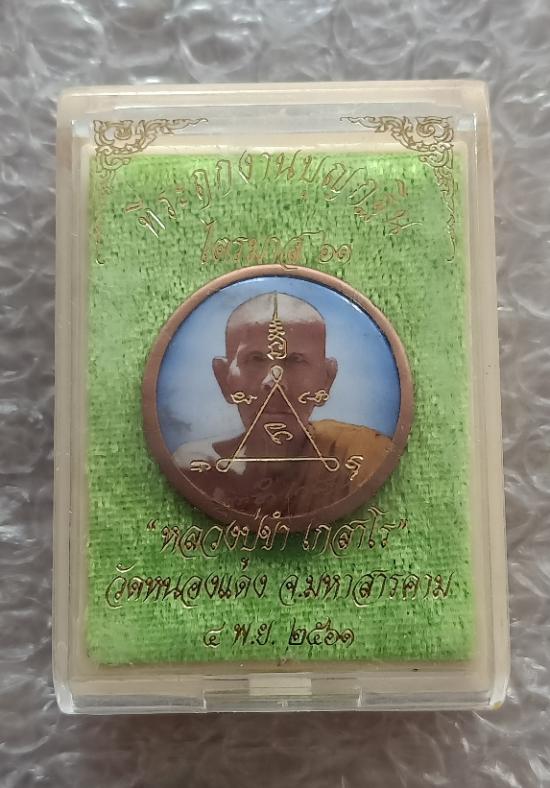 ที่ระลึกงานบุญกฐิน
ไตรมาส ๖๑
"หลวงปู่ขำ เกสาโร"
วัดหนองแด้ง จ.มหาสารคาม
๔ พ.ย. ๒๕๖๑